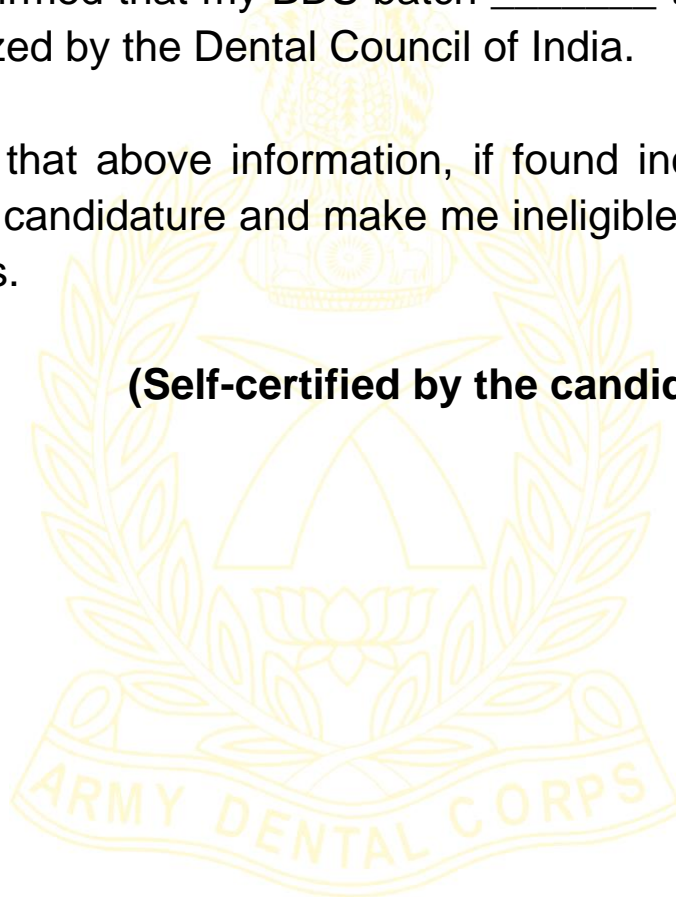 that my BDS batch _______
by the Dental Council of India.
that above information, if found
candidature and make me ineligible
(Self-certified by the
ARMY DENTAL CORPS